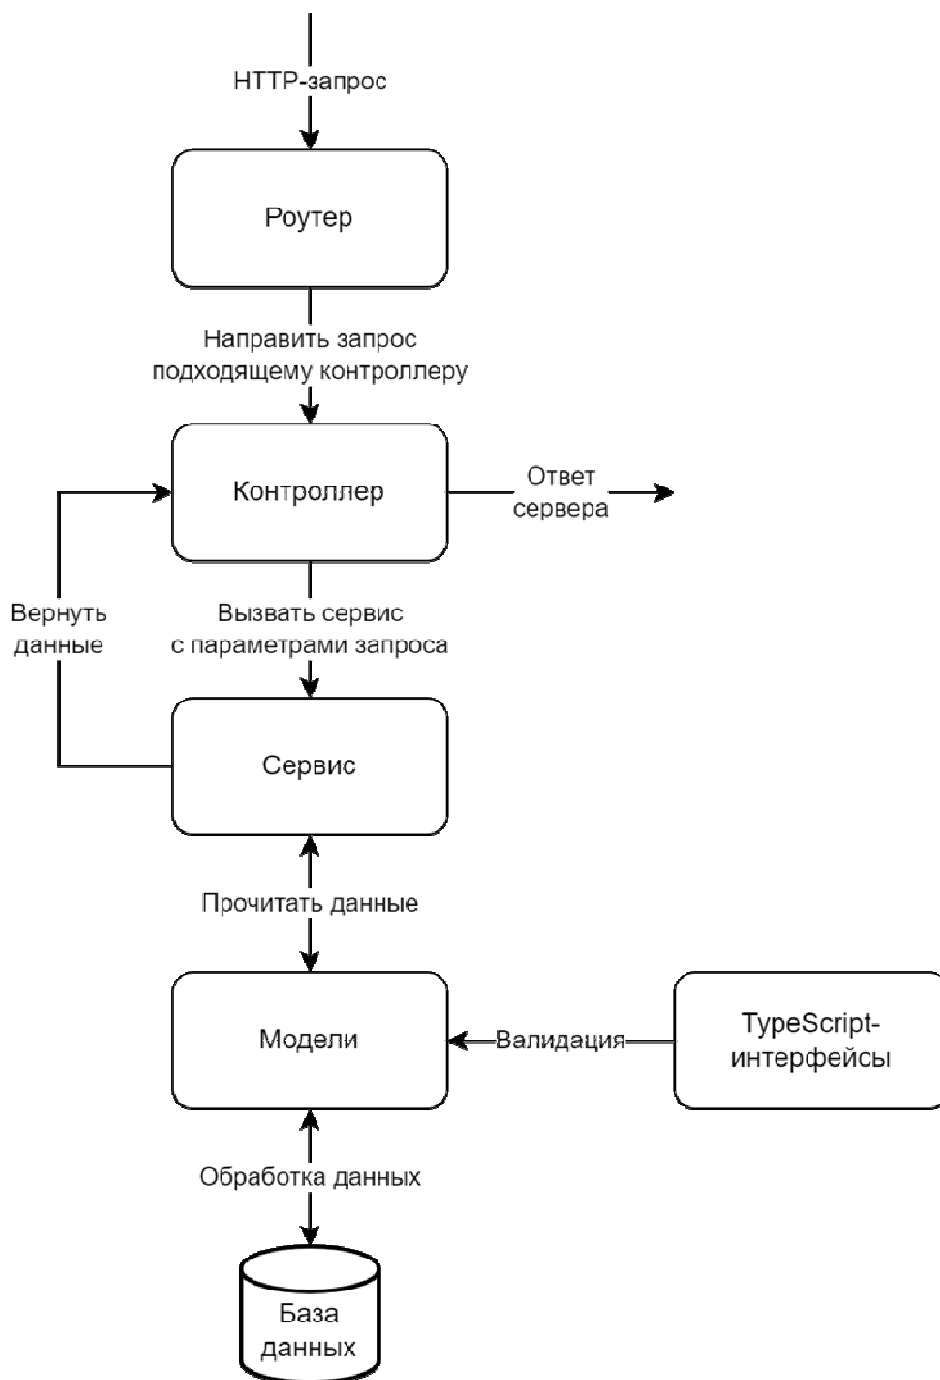 HTTP-запрос
Роутер
Направить запрос
подходящему контроллеру
Контроллер
Ответ
сервера
Вернуть
данные
Вызвать сервис
с параметрами запроса
Сервис
Прочитать данные
Модели
Валидация
TypeScript-
интерфейсы
Обработка данных
База
данных